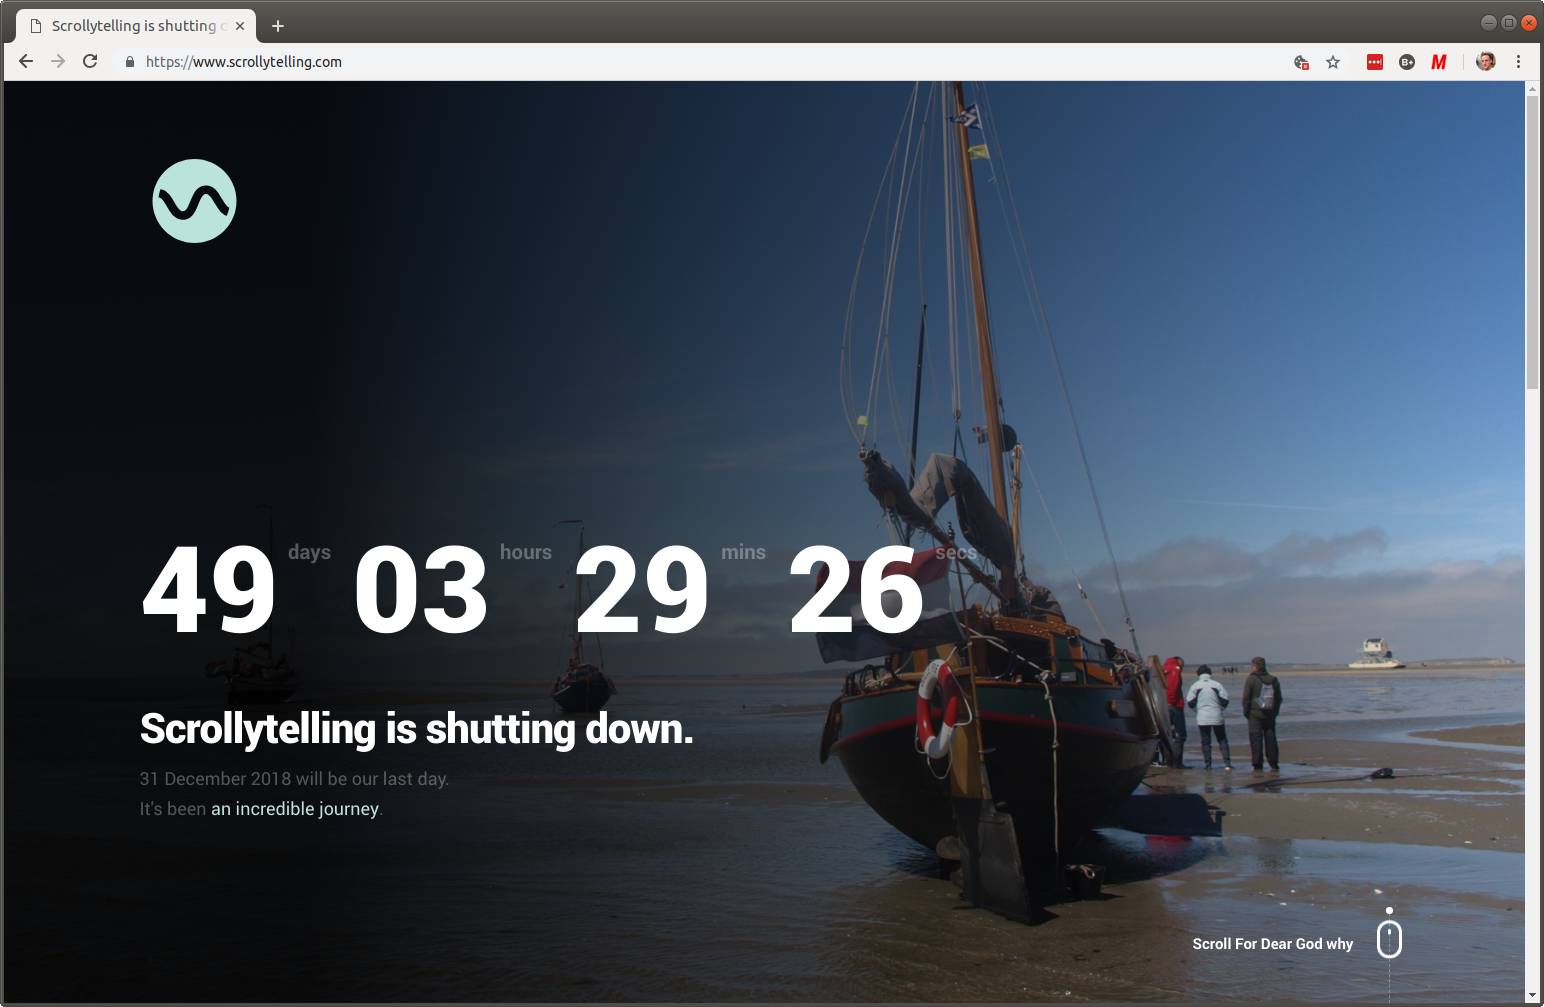 Scrollytelling is shutting d
https://www.scrollytelling.com
B+
M
49 days 03 hours 29 mins 26 secs
Scrollytelling is shutting down.
31 December 2018 will be our last day.
It's been an incredible journey.
Scroll For Dear God why